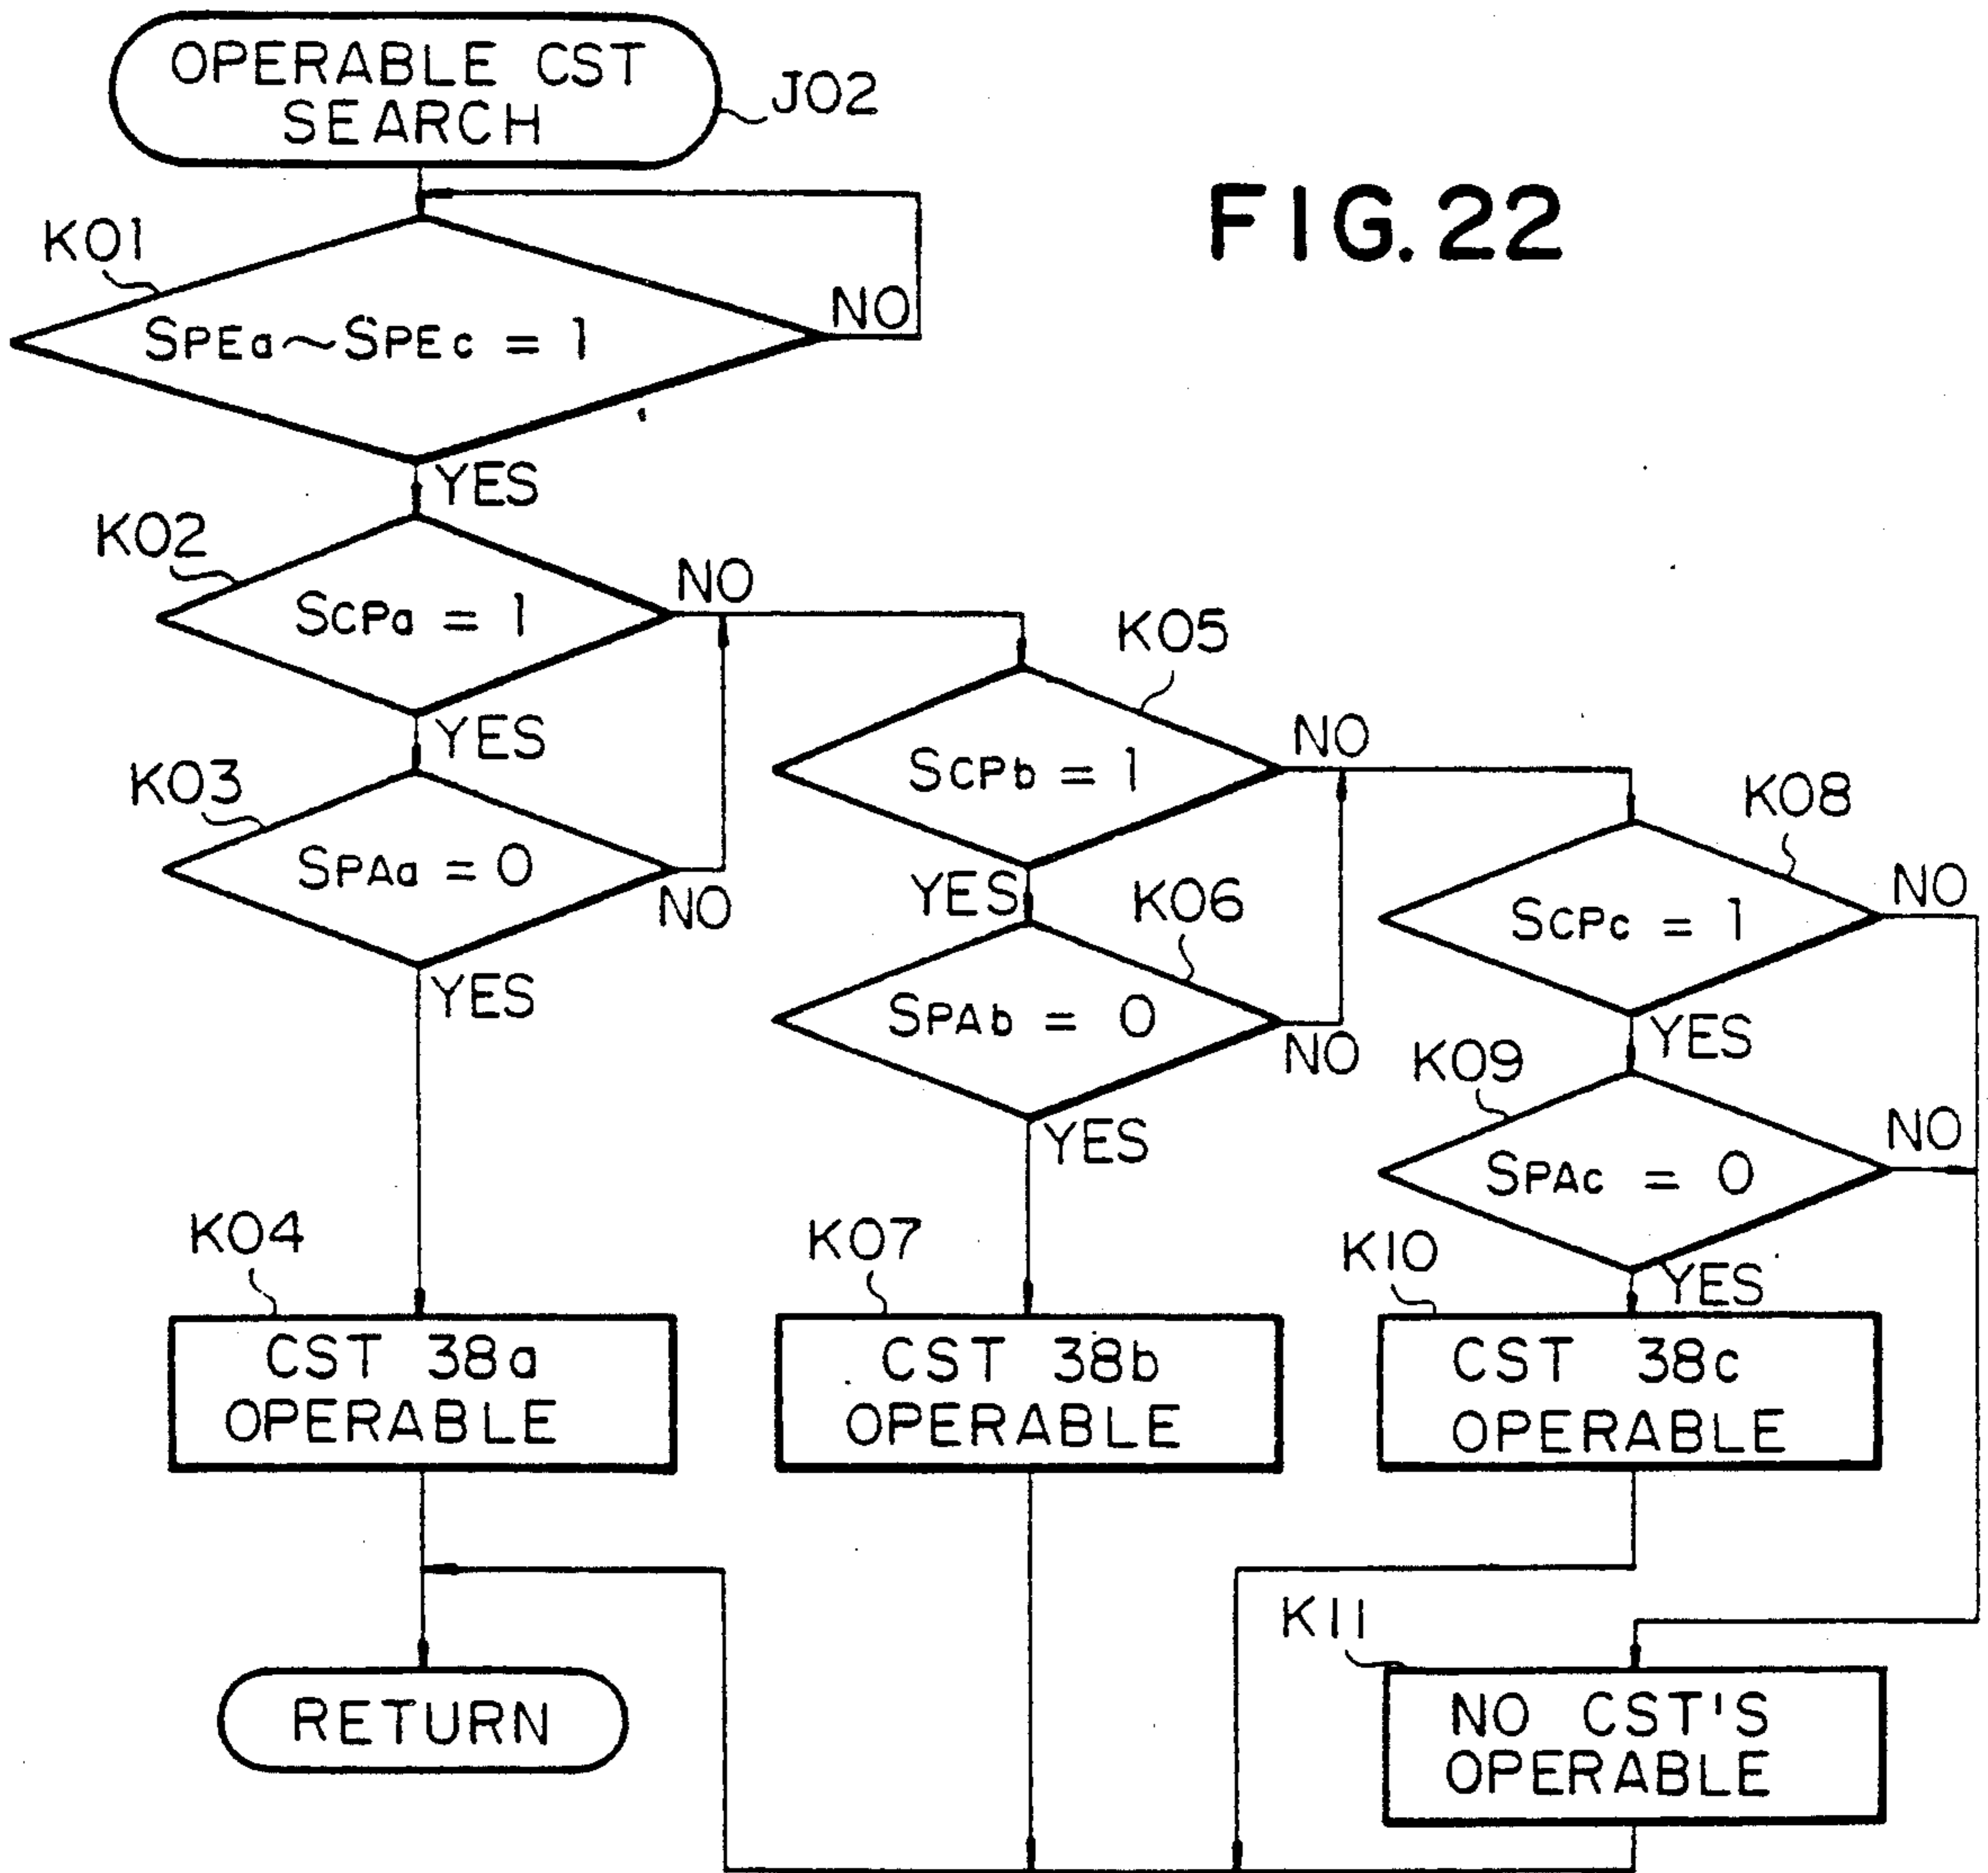 OPERABLE CST
SEARCH
J02
FIG.22
K01
SPEa~SPEc = 1
NO
YES
K02
SCPa = 1
NO
YES
K03
SPAa = 0
NO
YES
K05
SCPb = 1
NO
YES
K06
SPAb = 0
NO
YES
K08
SCPc = 1
NO
YES
K09
SPAc = 0
NO
YES
K04
CST 38a
OPERABLE
K07
CST 38b
OPERABLE
K10
CST 38c
OPERABLE
K11
NO CST'S
OPERABLE
RETURN